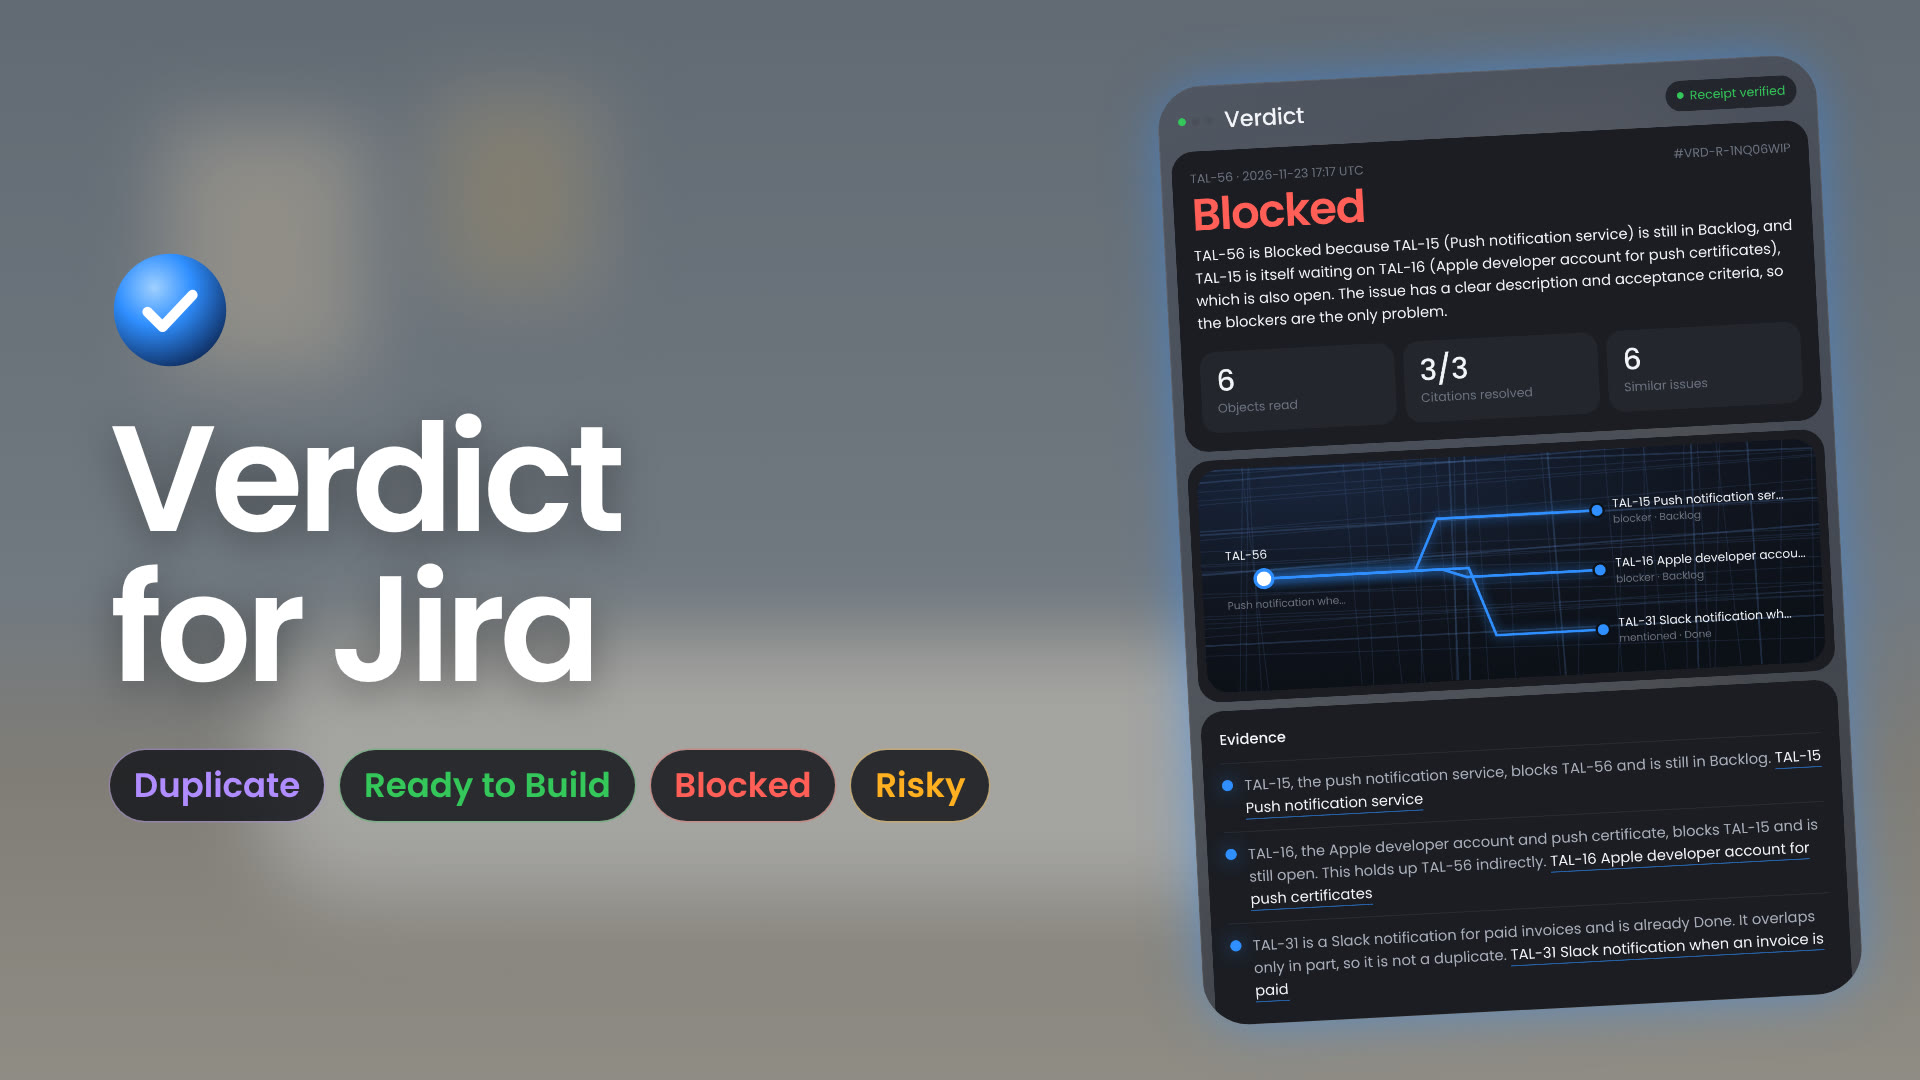 Verdict
for Jira
Duplicate
Ready to Build
Blocked
Risky
Verdict
Receipt verified
TAL-56 · 2026-11-23 17:17 UTC
#VRD-R-1NQ06WIP
Blocked
TAL-56 is Blocked because TAL-15 (Push notification service) is still in Backlog, and
TAL-15 is itself waiting on TAL-16 (Apple developer account for push certificates),
which is also open. The issue has a clear description and acceptance criteria, so
the blockers are the only problem.
6
Objects read
3/3
Citations resolved
6
Similar issues
TAL-56
Push notification whe...
TAL-15 Push notification ser...
blocker · Backlog
TAL-16 Apple developer accou...
blocker · Backlog
TAL-31 Slack notification wh...
mentioned · Done
Evidence
TAL-15, the push notification service, blocks TAL-56 and is still in Backlog. TAL-15
Push notification service
TAL-16, the Apple developer account and push certificate, blocks TAL-15 and is
still open. This holds up TAL-56 indirectly. TAL-16 Apple developer account for
push certificates
TAL-31 is a Slack notification for paid invoices and is already Done. It overlaps
only in part, so it is not a duplicate. TAL-31 Slack notification when an invoice is
paid